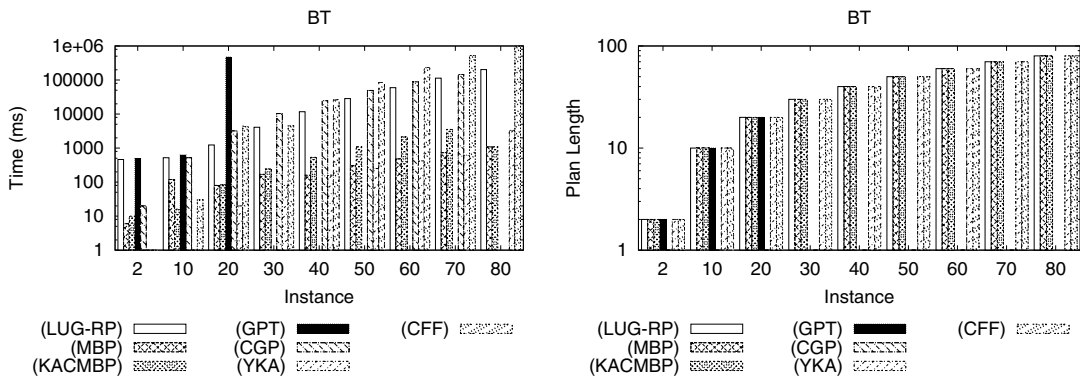 BT
1e+06
100000
10000
1000
100
10
1
Time (ms)
2 10 20 30 40 50 60 70 80
Instance
(LUG-RP) (GPT) (CFF)
(MBP) (CGP)
(KACMBP) (YKA)
BT
100
10
1
Plan Length
2 10 20 30 40 50 60 70 80
Instance
(LUG-RP) (GPT) (CFF)
(MBP) (CGP)
(KACMBP) (YKA)